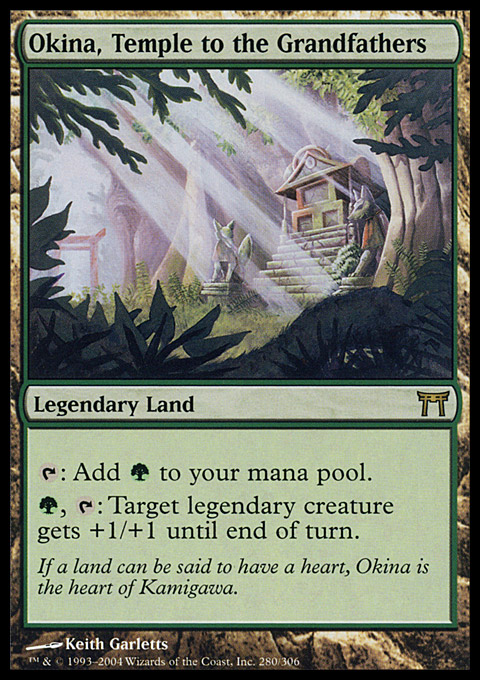 Okina, Temple to the Grandfathers
Legendary Land
: Add to your mana pool.
, : Target legendary creature
gets +1/+1 until end of turn.
If a land can be said to have a heart, Okina is
the heart of Kamigawa.
Keith Garletts
™ & © 1993–2004 Wizards of the Coast, Inc. 280/306